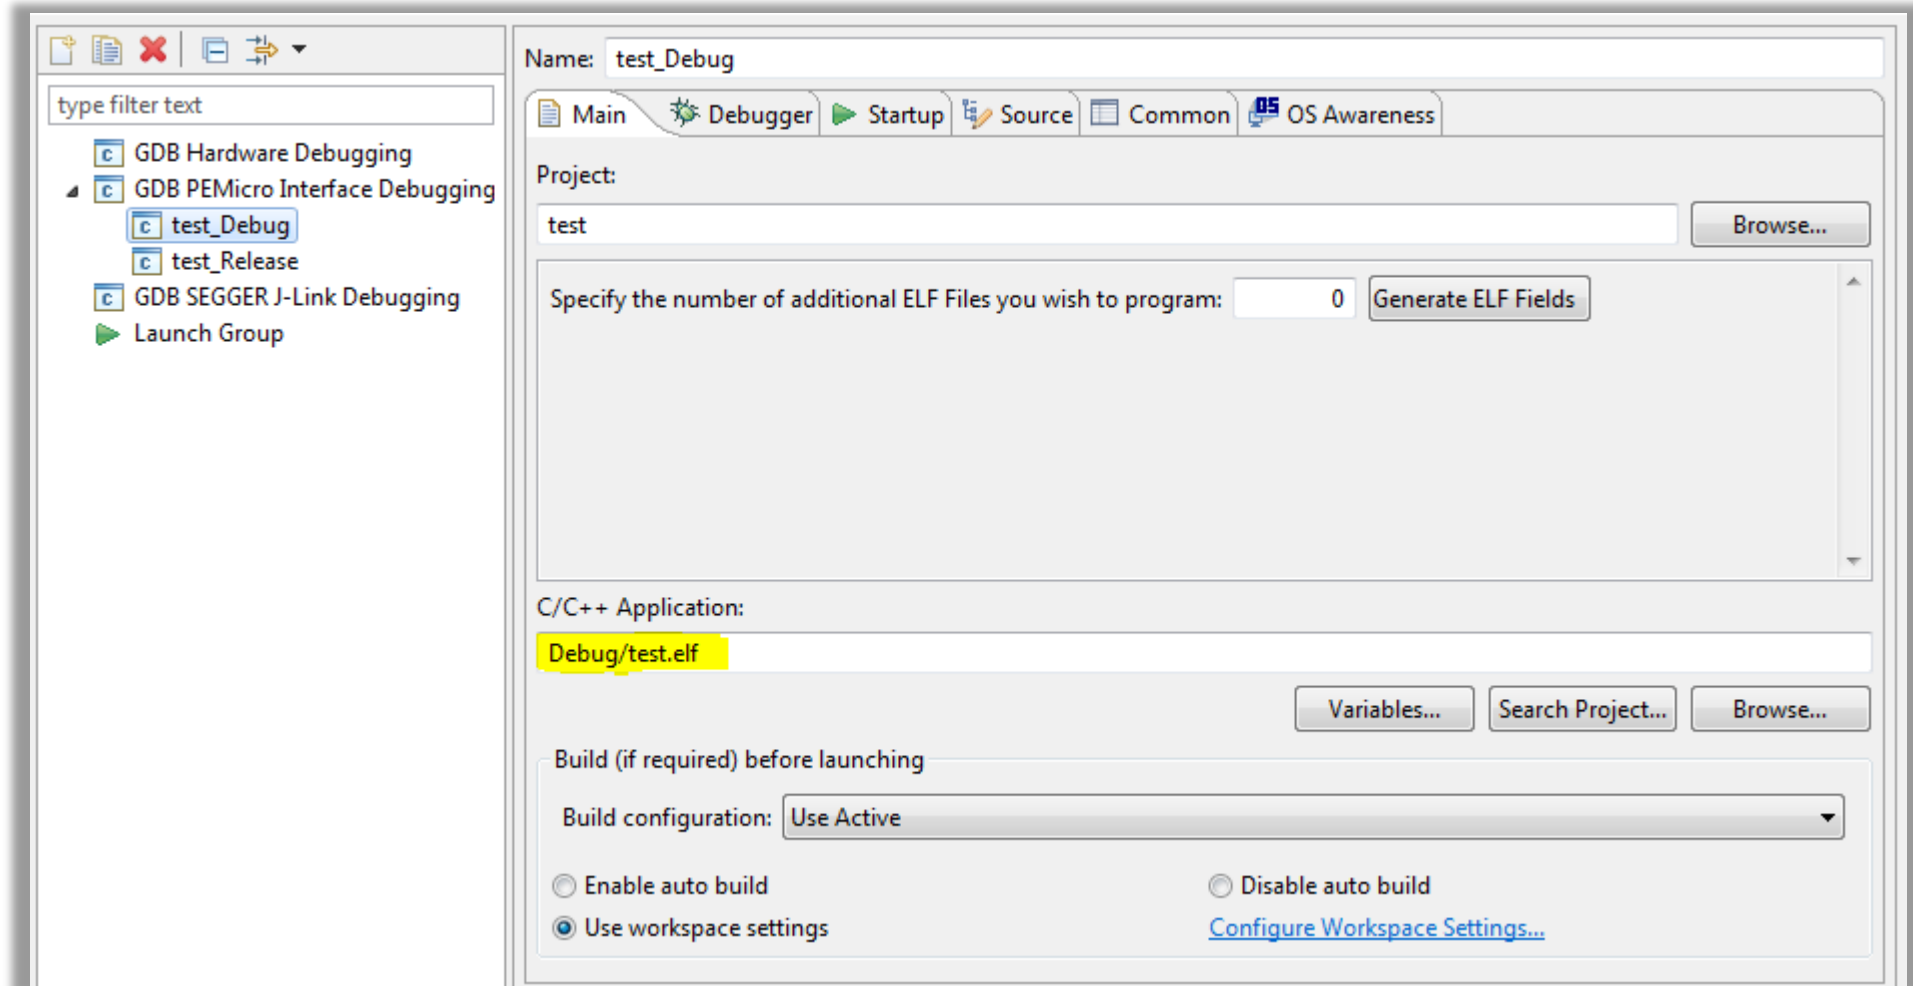 type filter text
GDB Hardware Debugging
GDB PEMicro Interface Debugging
test_Debug
test_Release
GDB SEGGER J-Link Debugging
Launch Group
Name: test_Debug
Main Debugger Startup Source Common OS Awareness
Project:
test Browse...
Specify the number of additional ELF Files you wish to program: 0 Generate ELF Fields
C/C++ Application:
Debug/test.elf
Variables... Search Project... Browse...
Build (if required) before launching
Build configuration: Use Active
Enable auto build Disable auto build
Use workspace settings Configure Workspace Settings...